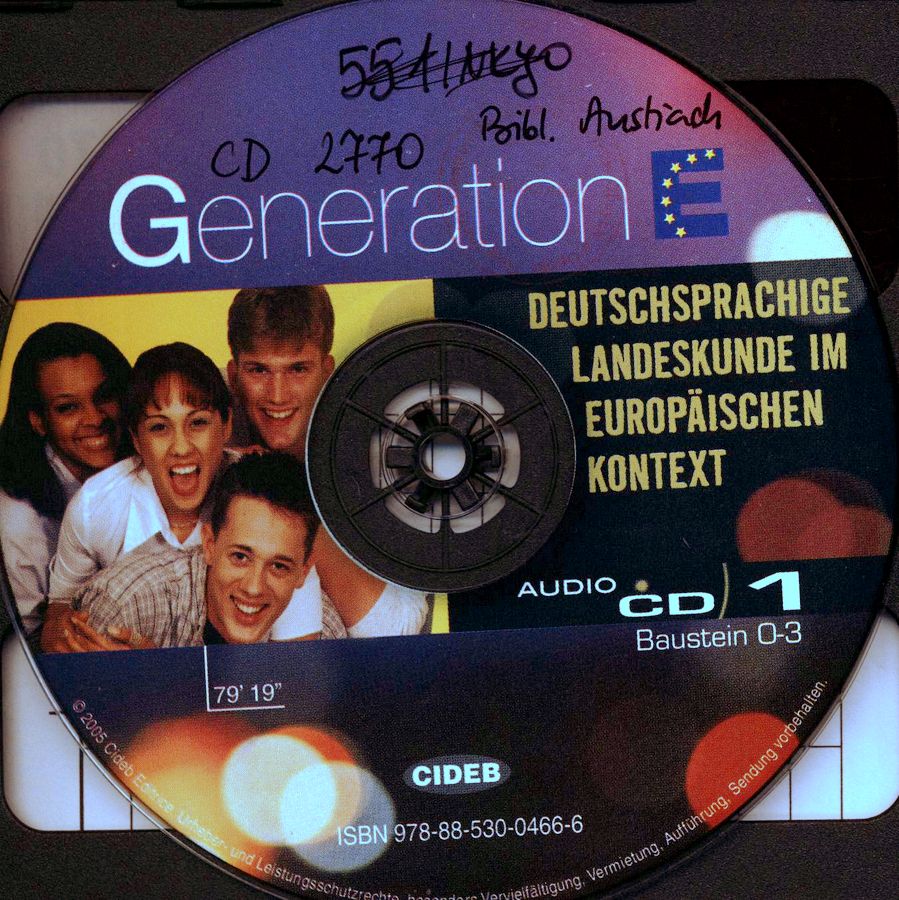 CD 2770
Bibl. Austriach
Generation E
DEUTSCHSPRACHIGE
LANDESKUNDE IM
EUROPÄISCHEN
KONTEXT
AUDIO CD 1
Baustein 0-3
79' 19"
CIDEB
ISBN 978-88-530-0466-6
© 2005 Cideb Editrice. Urheber- und Leistungsschutzrechte, besonders Vervielfältigung, Vermietung, Aufführung, Sendung vorbehalten.